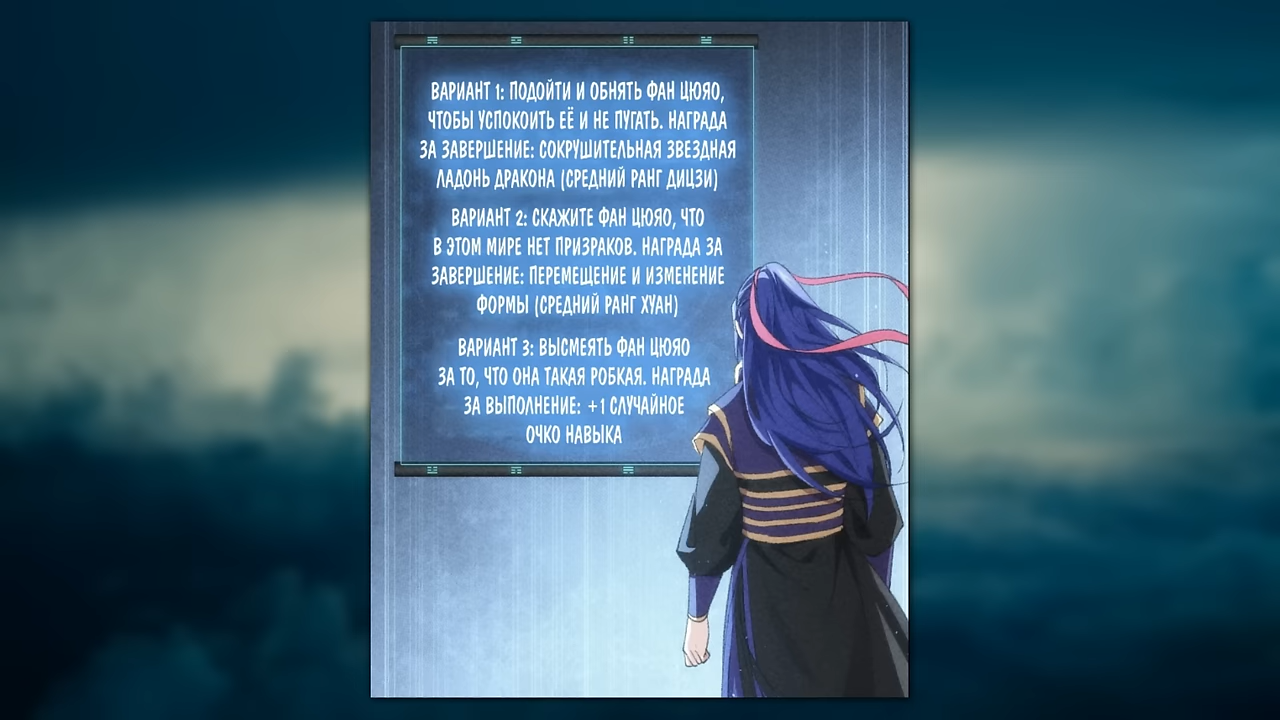 ВАРИАНТ 1: ПОДОЙТИ И ОБНЯТЬ ФАН ЦЮЯО,
ЧТОБЫ УСПОКОИТЬ ЕЁ И НЕ ПУГАТЬ. НАГРАДА
ЗА ЗАВЕРШЕНИЕ: СОКРУШИТЕЛЬНАЯ ЗВЕЗДНАЯ
ЛАДОНЬ ДРАКОНА (СРЕДНИЙ РАНГ ДИЦЗИ)
ВАРИАНТ 2: СКАЖИТЕ ФАН ЦЮЯО, ЧТО
В ЭТОМ МИРЕ НЕТ ПРИЗРАКОВ. НАГРАДА ЗА
ЗАВЕРШЕНИЕ: ПЕРЕМЕЩЕНИЕ И ИЗМЕНЕНИЕ
ФОРМЫ (СРЕДНИЙ РАНГ ХУАН)
ВАРИАНТ 3: ВЫСМЕЯТЬ ФАН ЦЮЯО
ЗА ТО, ЧТО ОНА ТАКАЯ РОБКАЯ. НАГРАДА
ЗА ВЫПОЛНЕНИЕ: +1 СЛУЧАЙНОЕ
ОЧКО НАВЫКА